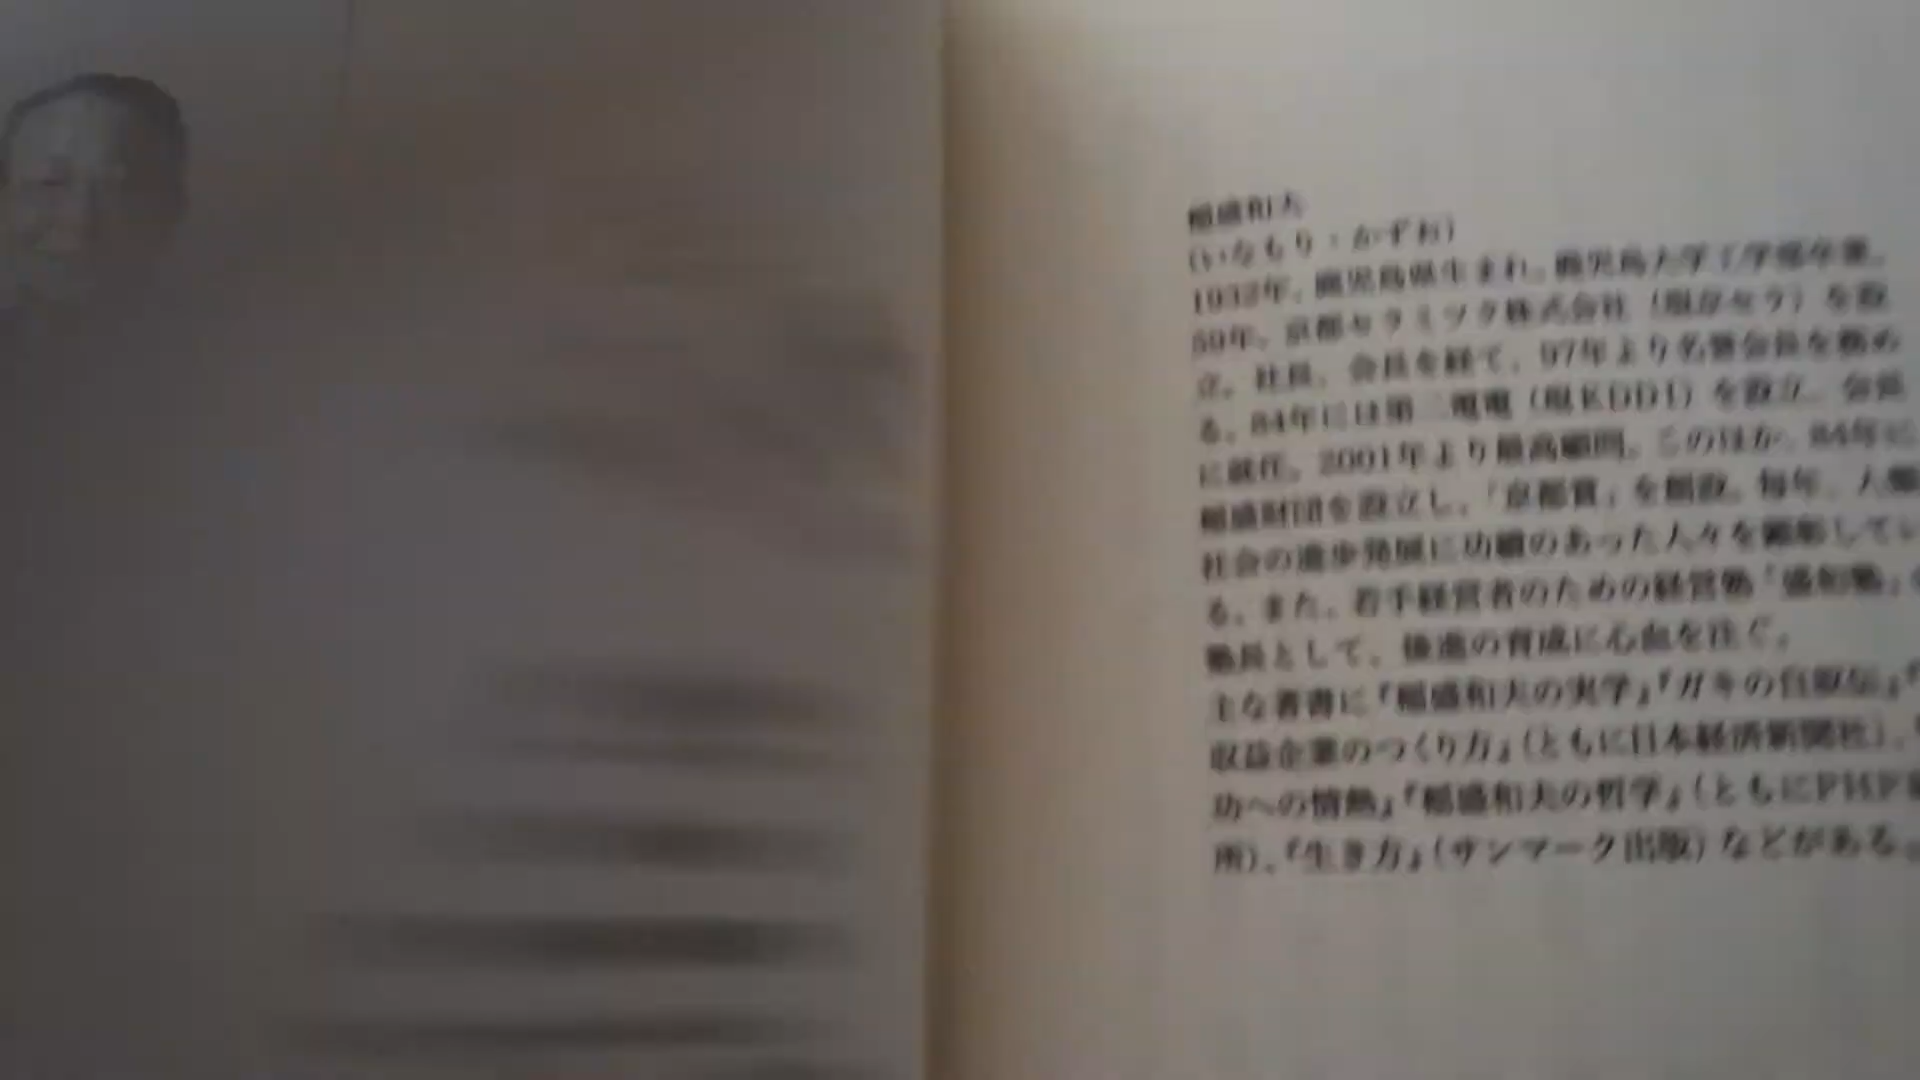 稲盛和夫
(いなもり・かずお)
1932年、鹿児島県生まれ。鹿児島大学工学部卒業。
59年、京都セラミック株式会社(現京セラ)を設
立。社長、会長を経て、97年より名誉会長を務め
る。84年には第二電電(現KDDI)を設立、会長
に就任。2001年より最高顧問。このほか、84年に
稲盛財団を設立し、「京都賞」を創設。毎年、人類
社会の進歩発展に功績のあった人々を顕彰してい
る。また、若手経営者のための経営塾「盛和塾」の
塾長として、後進の育成に心血を注ぐ。
主な著書に『稲盛和夫の実学』『ガキの自叙伝』『
収益企業のつくり方』(ともに日本経済新聞社)、『
功への情熱』『稲盛和夫の哲学』(ともにPHP
所)、『生き方』(サンマーク出版)などがある。